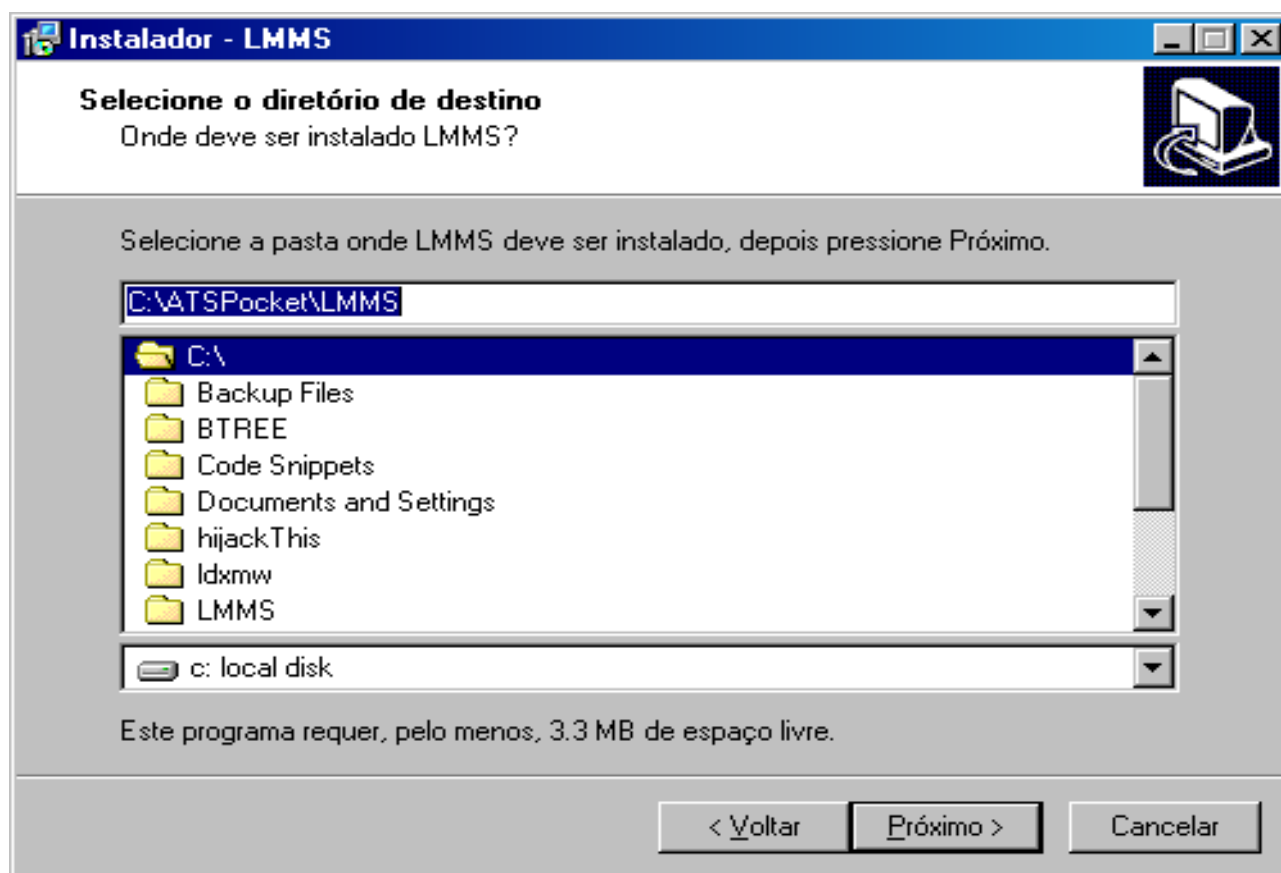 Instalador - LMMS
Selecione o diretório de destino
Onde deve ser instalado LMMS?
Selecione a pasta onde LMMS deve ser instalado, depois pressione Próximo.
C:\ATSPocket\LMMS
C:\
Backup Files
BTREE
Code Snippets
Documents and Settings
hijackThis
ldxmw
LMMS
c: local disk
Este programa requer, pelo menos, 3.3 MB de espaço livre.
< Voltar Próximo > Cancelar